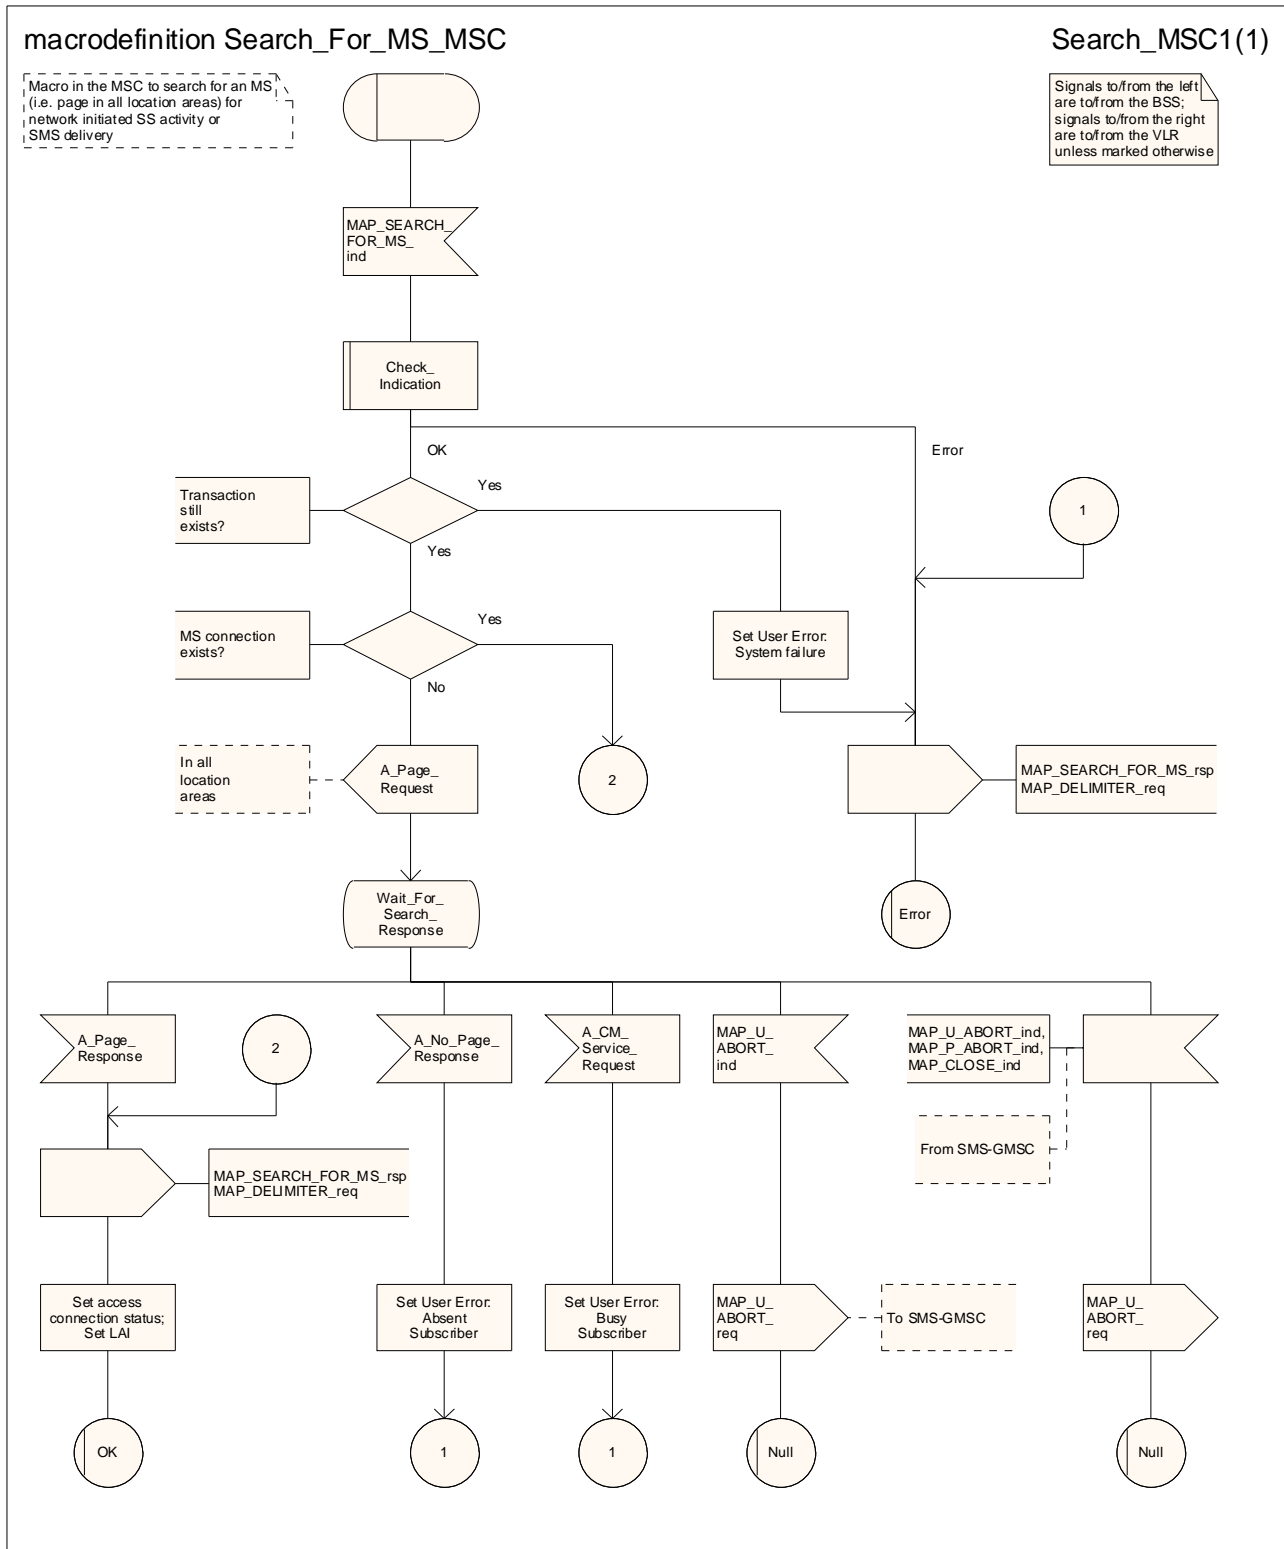 macrodefinition Search_For_MS_MSC
Search_MSC1(1)
Macro in the MSC to search for an MS
(i.e. page in all location areas) for
network initiated SS activity or
SMS delivery
Signals to/from the left
are to/from the BSS;
signals to/from the right
are to/from the VLR
unless marked otherwise
MAP_SEARCH_
FOR_MS_
ind
Check_
Indication
OK
Error
Transaction
still
exists?
Yes
Yes
1
MS connection
exists?
Yes
No
Set User Error:
System failure
In all
location
areas
A_Page_
Request
2
MAP_SEARCH_FOR_MS_rsp
MAP_DELIMITER_req
Wait_For_
Search_
Response
Error
A_Page_
Response
2
A_No_Page_
Response
A_CM_
Service_
Request
MAP_U_
ABORT_
ind
MAP_U_ABORT_ind,
MAP_P_ABORT_ind,
MAP_CLOSE_ind
From SMS-GMSC
MAP_SEARCH_FOR_MS_rsp
MAP_DELIMITER_req
Set access
connection status;
Set LAI
Set User Error:
Absent
Subscriber
Set User Error:
Busy
Subscriber
MAP_U_
ABORT_
req
To SMS-GMSC
MAP_U_
ABORT_
req
OK
1
1
Null
Null